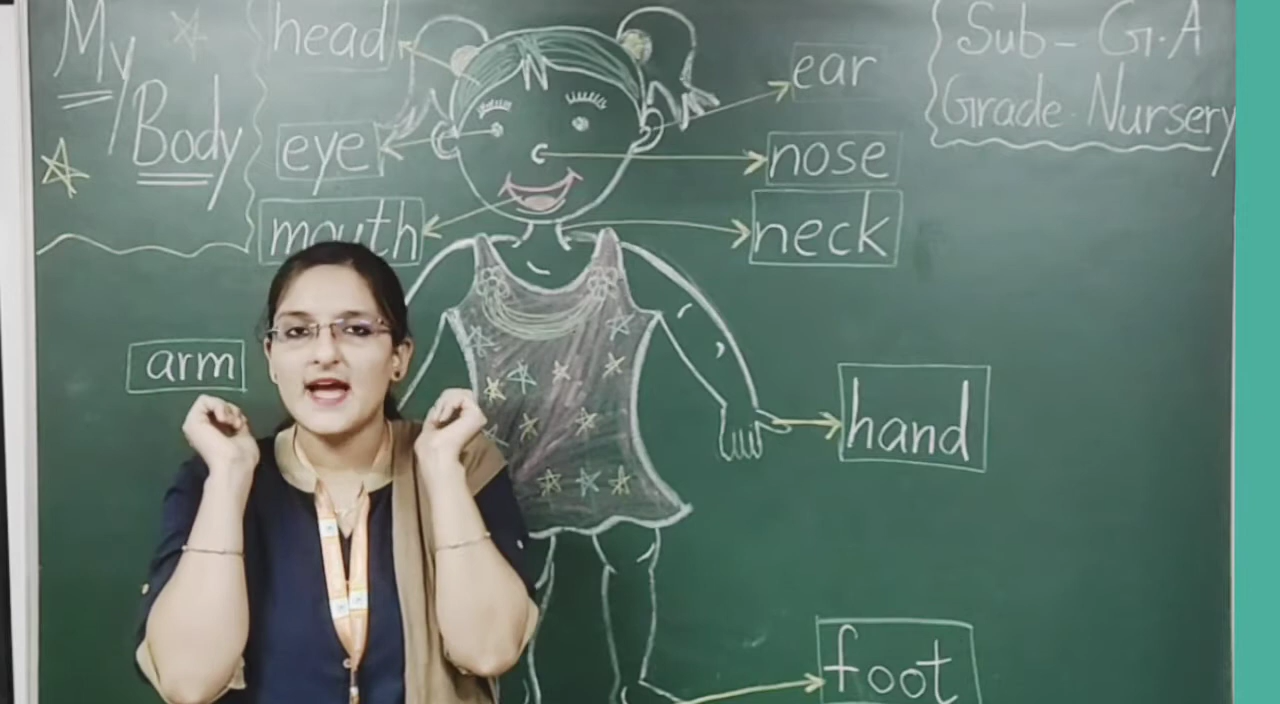 My
Body
head
eye
mouth
arm
ear
nose
neck
hand
foot
Sub- G.A
Grade Nursery